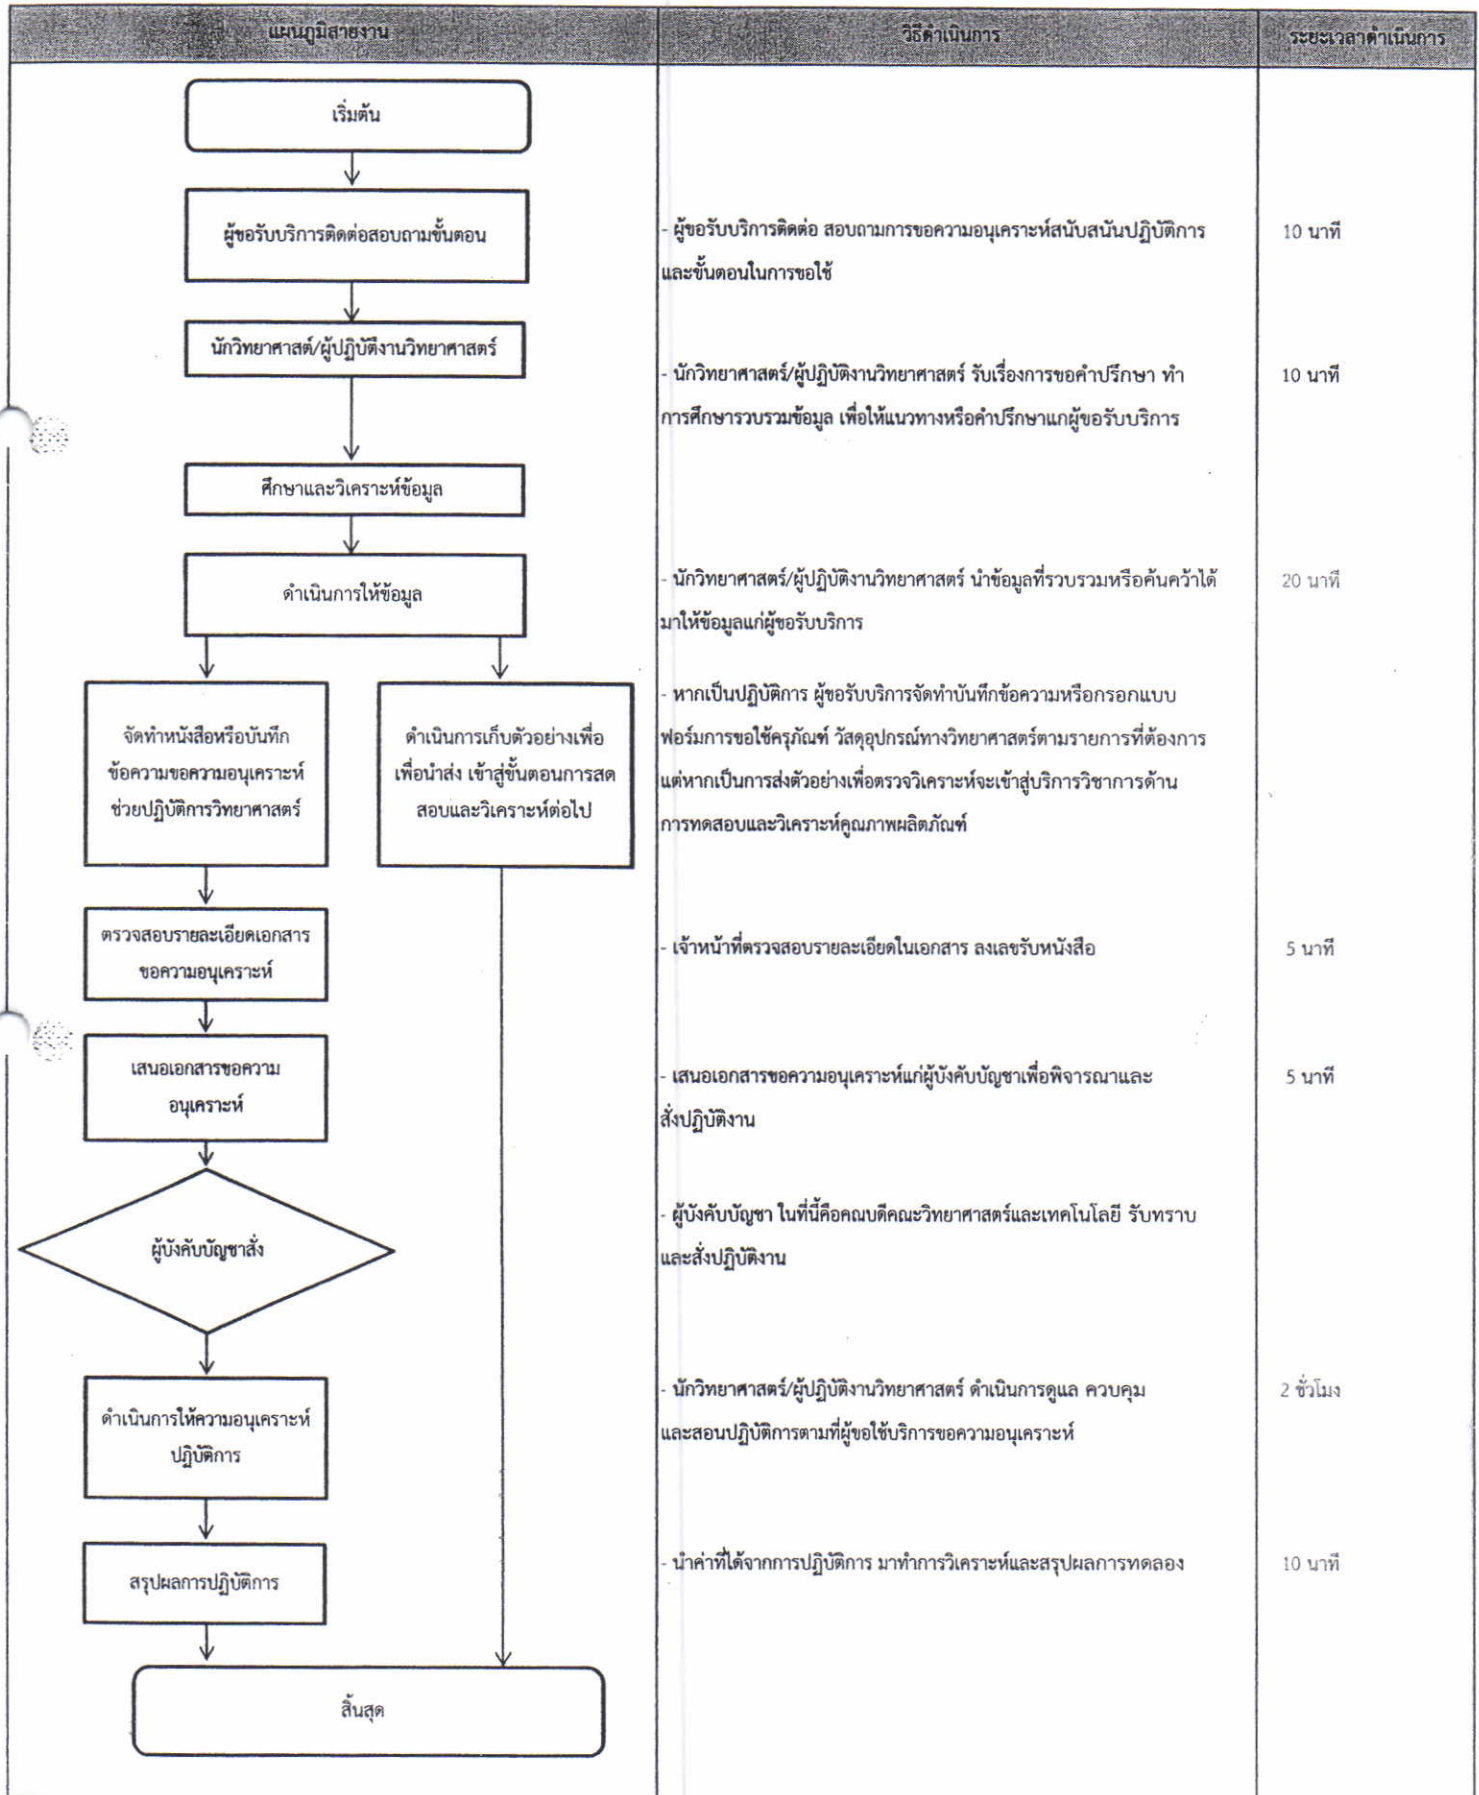 แผนภูมิสายงาน
วิธีดำเนินการ
ระยะเวลาดำเนินการ
เริ่มต้น
ผู้ขอรับบริการติดต่อสอบถามขั้นตอน
- ผู้ขอรับบริการติดต่อ สอบถามการขอความอนุเคราะห์สนับสนันปฏิบัติการ
และขั้นตอนในการขอใช้
10 นาที
นักวิทยาศาสต์/ผู้ปฏิบัตึงานวิทยาศาสตร์
- นักวิทยาศาสตร์/ผู้ปฏิบัติงานวิทยาศาสตร์ รับเรื่องการขอคำปรึกษา ทำ
การศึกษารวบรวมข้อมูล เพื่อให้แนวทางหรือคำปรึกษาแกผู้ขอรับบริการ
10 นาที
ศึกษาและวิเคราะห์ข้อมูล
ดำเนินการให้ข้อมูล
- นักวิทยาศาสตร์/ผู้ปฏิบัติงานวิทยาศาสตร์ นำข้อมูลที่รวบรวมหรือค้นคว้าได้
มาให้ข้อมูลแก่ผู้ขอรับบริการ
20 นาที
จัดทำหนังสือหรือบันทึก
ข้อความขอความอนุเคราะห์
ช่วยปฏิบัติการวิทยาศาสตร์
ดำเนินการเก็บตัวอย่างเพื่อ
เพื่อนำส่ง เข้าสู่ขั้นตอนการสด
สอบและวิเคราะห์ต่อไป
- หากเป็นปฏิบัติการ ผู้ขอรับบริการจัดทำบันทึกข้อความหรือกรอกแบบ
ฟอร์มการขอใช้ครุภัณฑ์ วัสดุอุปกรณ์ทางวิทยาศาสตร์ตามรายการที่ต้องการ
แต่หากเป็นการส่งตัวอย่างเพื่อตรวจวิเคราะห์จะเข้าสู่บริการวิชาการด้าน
การทดสอบและวิเคราะห์คูณภาพผลิตภัณฑ์
ตรวจสอบรายละเอียดเอกสาร
ขอความอนุเคราะห์
- เจ้าหน้าที่ตรวจสอบรายละเอียดในเอกสาร ลงเลขรับหนังสือ
5 นาที
เสนอเอกสารขอความ
อนุเคราะห์
- เสนอเอกสารขอความอนุเคราะห์แก่ผู้บังคับบัญชาเพื่อพิจารณาและ
สั่งปฏิบัติงาน
5 นาที
ผู้บังคับบัญชาสั่ง
- ผู้บังคับบัญชา ในที่นี้คือคณบดีคณะวิทยาศาสตร์และเทคโนโลยี รับทราบ
และสั่งปฏิบัติงาน
ดำเนินการให้ความอนุเคราะห์
ปฏิบัติการ
- นักวิทยาศาสตร์/ผู้ปฏิบัติงานวิทยาศาสตร์ ดำเนินการดูแล ควบคุม
และสอนปฏิบัติการตามที่ผู้ขอใช้บริการขอความอนุเคราะห์
2 ชั่วโมง
สรุปผลการปฏิบัติการ
- นำค่าที่ได้จากการปฏิบัติการ มาทำการวิเคราะห์และสรุปผลการทดลอง
10 นาที
สิ้นสุด